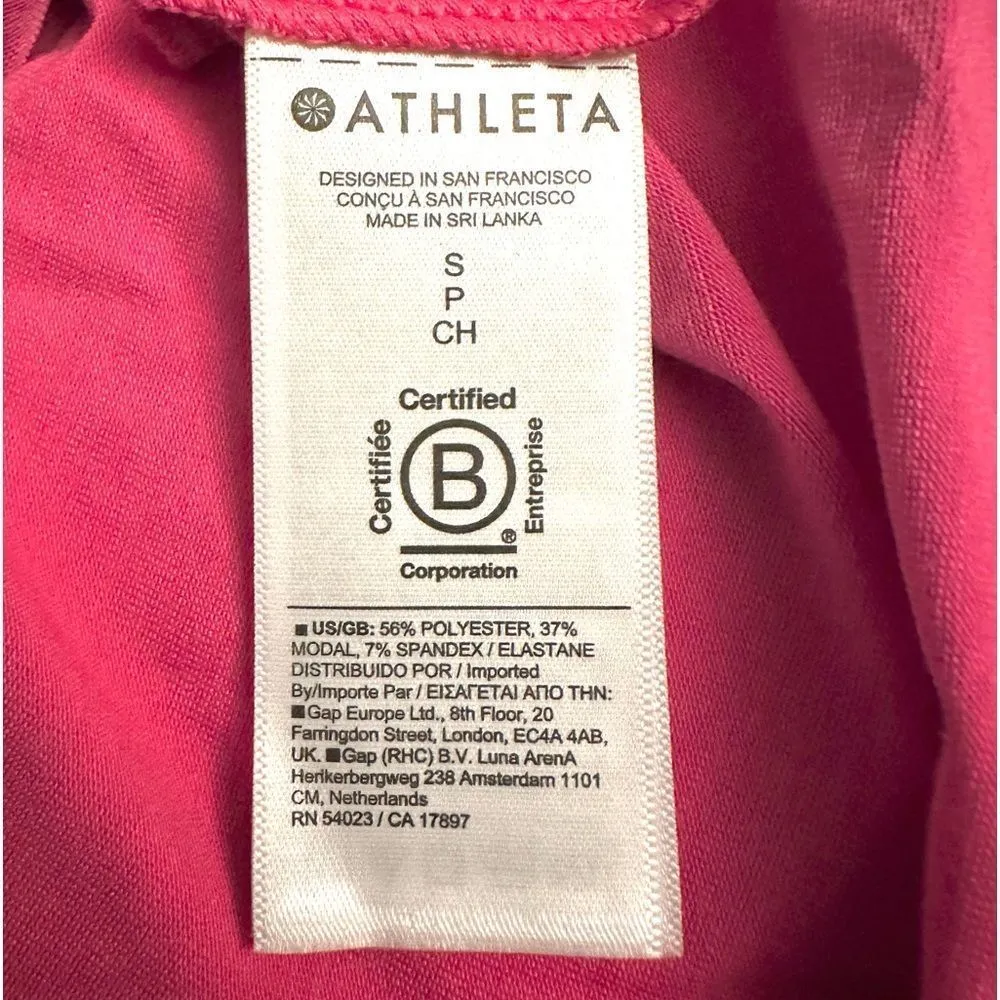 ATHLETA
DESIGNED IN SAN FRANCISCO
CONÇU À SAN FRANCISCO
MADE IN SRI LANKA
S
P
CH
Certified
Certifiée
B
Entreprise
®
Corporation
US/GB: 56% POLYESTER, 37%
MODAL, 7% SPANDEX / ELASTANE
DISTRIBUIDO POR / Imported
By/Importe Par / ΕΙΣΑΓΕΤΑΙ ΑΠΟ ΤΗΝ:
Gap Europe Ltd., 8th Floor, 20
Farringdon Street, London, EC4A 4AB,
UK. Gap (RHC) B.V. Luna ArenA
Herikerbergweg 238 Amsterdam 1101
CM, Netherlands
RN 54023 / CA 17897